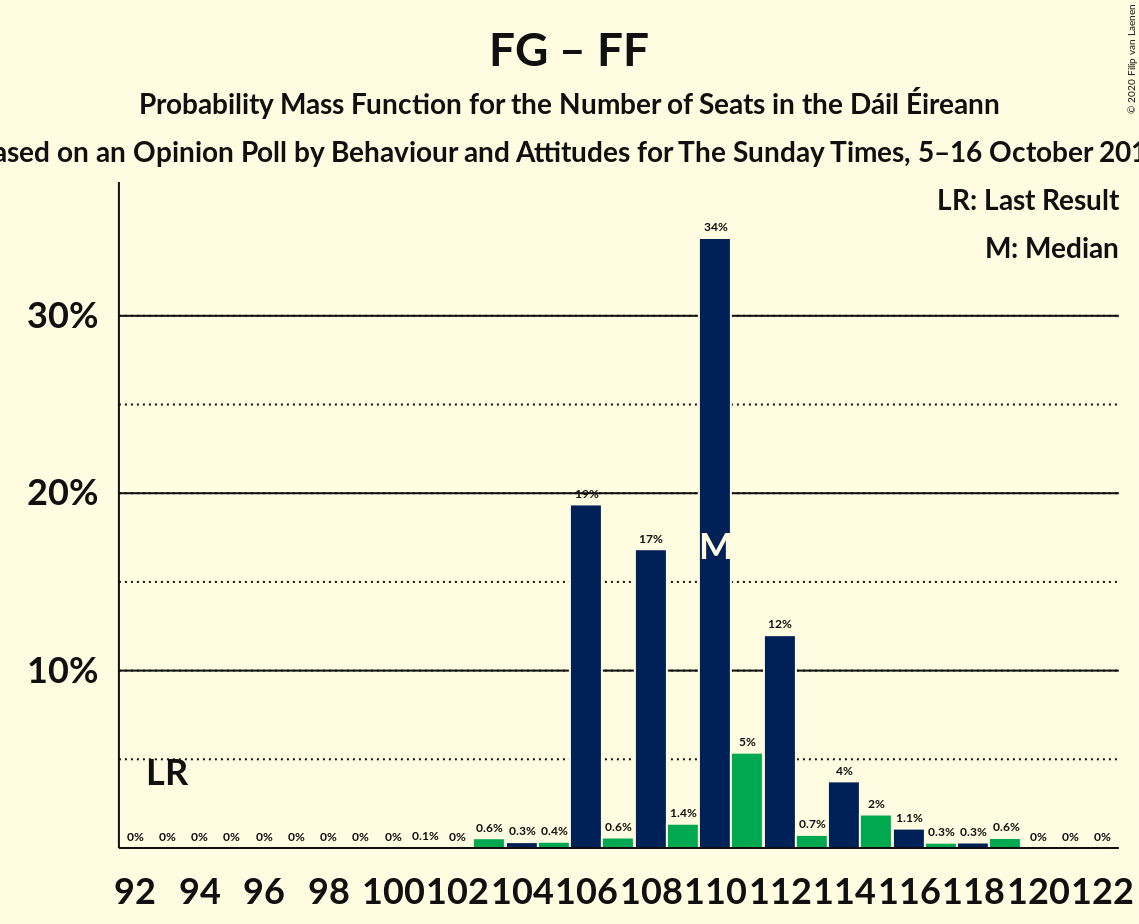 FG – FF
Probability Mass Function for the Number of Seats in the Dáil Éireann
on an Opinion Poll by Behaviour and Attitudes for The Sunday Times, 5–16 October
© 2020 Filip van Laenen
LR: Last Result
M: Median
30%
20%
10%
34%
19%
17%
M
12%
5%
4%
LR
2%
1.4%
1.1%
0% 0% 0% 0% 0% 0% 0% 0% 0% 0.1% 0% 0.6% 0.3% 0.4% 0.6% 0.7% 0.3% 0.3% 0.6% 0% 0% 0%
92 94 96 98 100 102 104 106 108 110 112 114 116 118 120 122